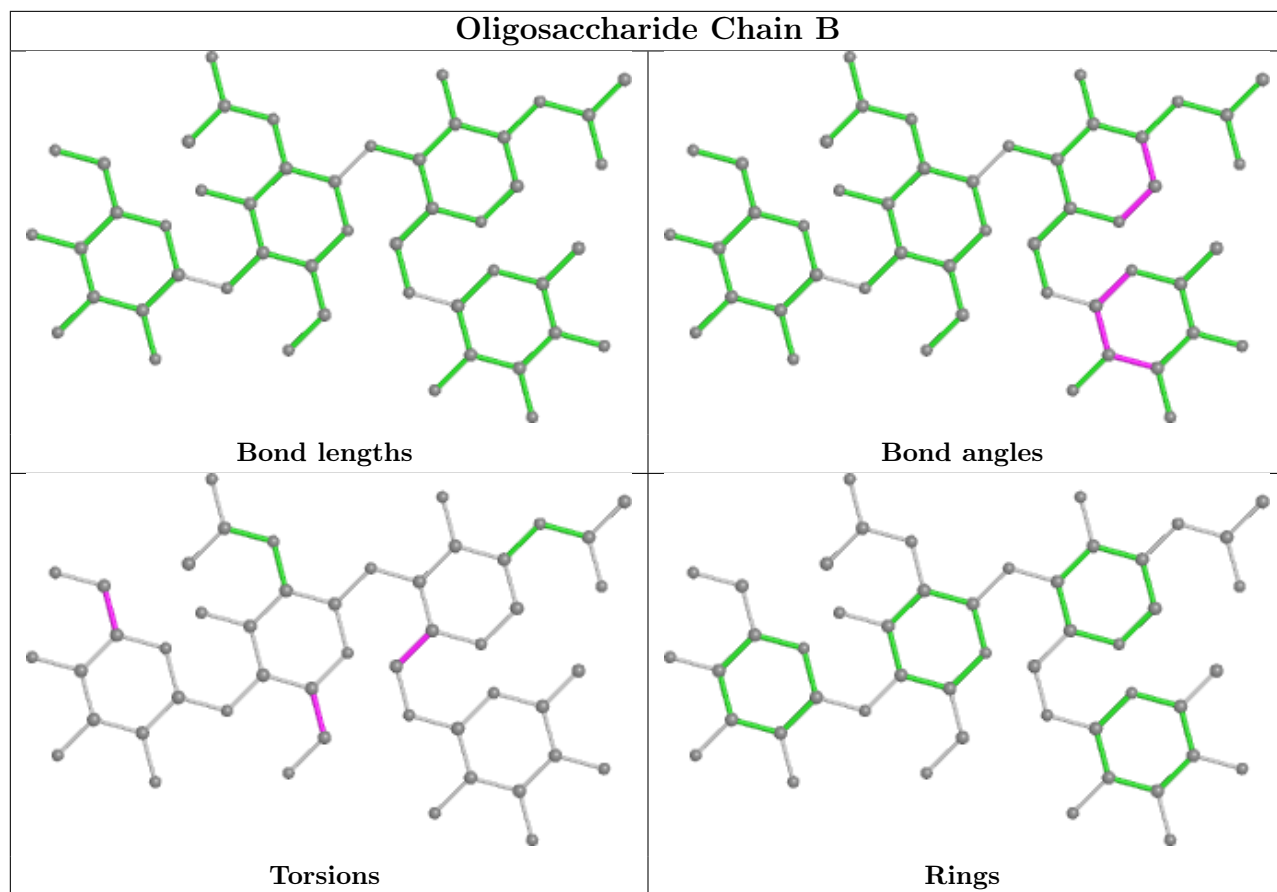 Oligosaccharide Chain B
Bond lengths
Bond angles
Torsions
Rings